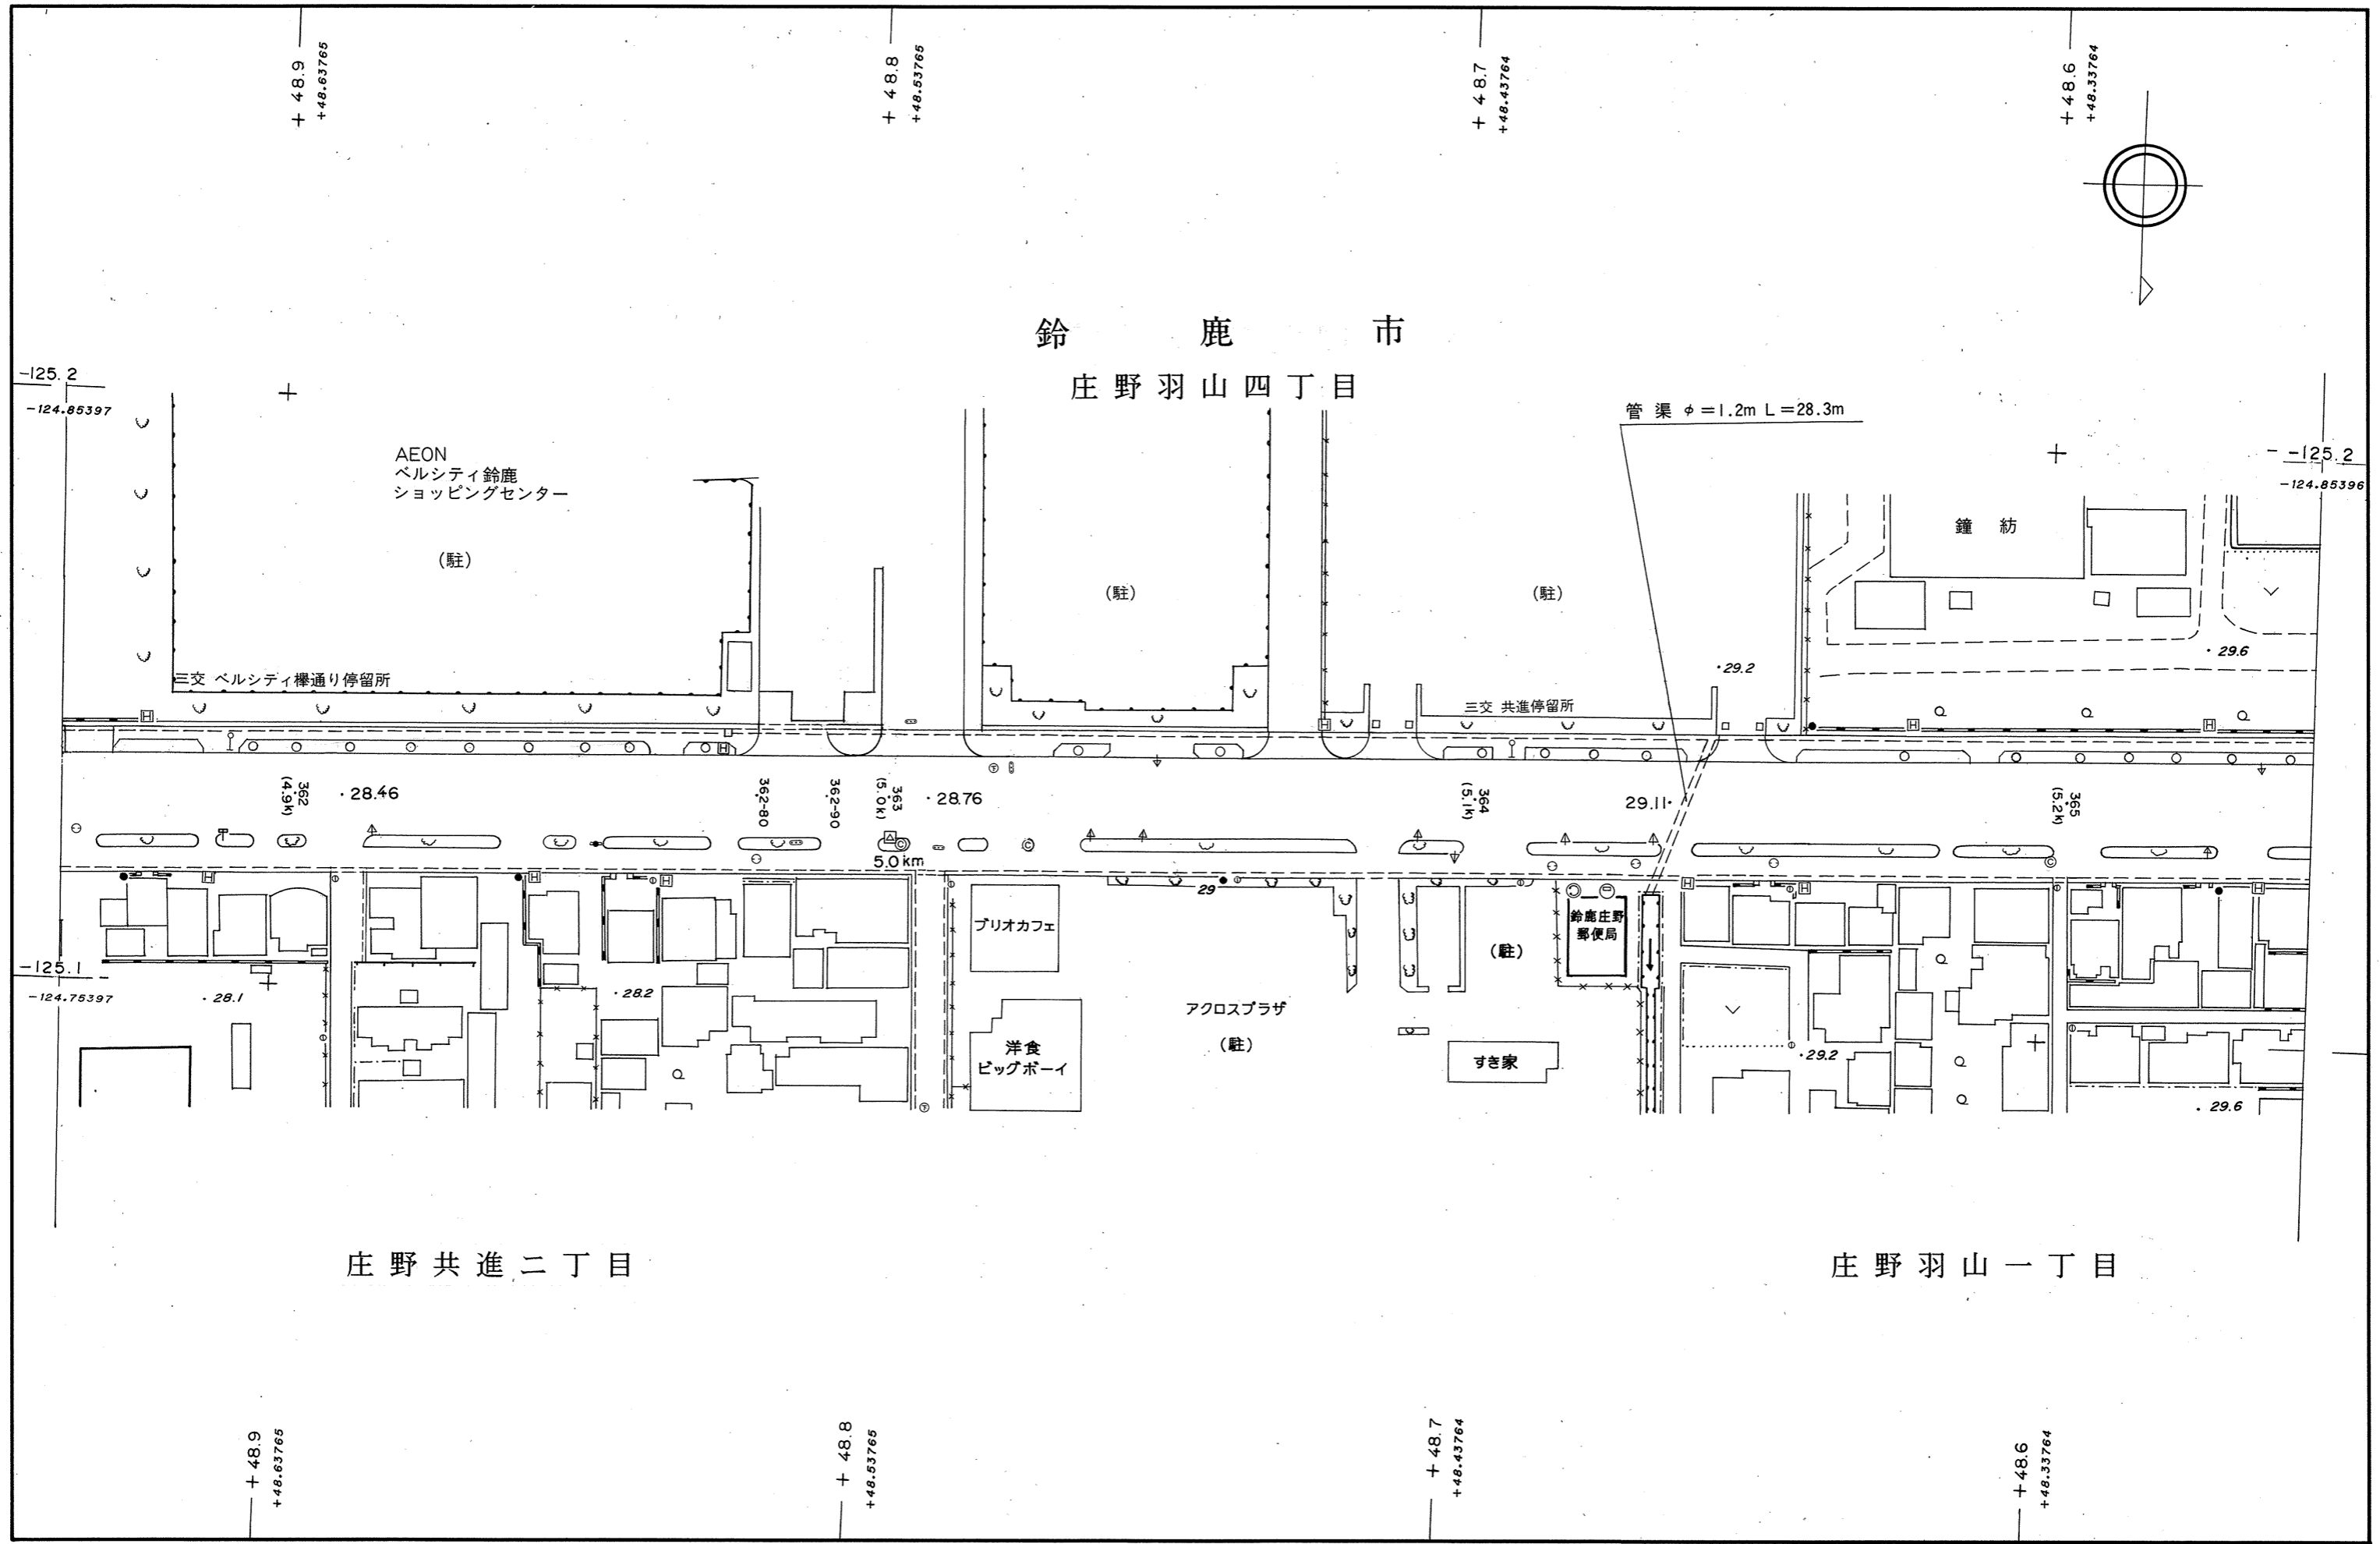 +48.9
+48.63765
+48.8
+48.53765
+48.7
+48.43764
+48.6
+48.33764
鈴鹿市
庄野羽山四丁目
-125.2
-124.85397
管渠 φ=1.2m L=28.3m
-125.2
-124.85396
AEON
ベルシティ鈴鹿
ショッピングセンター
(駐)
(駐)
(駐)
鐘紡
29.6
29.2
三交 ベルシティ欅通り停留所
三交 共進停留所
H
H
H
H
H
362
(4.9k)
28.46
362-80
362-90
363
(5.0k)
28.76
364
(5.1k)
29.11
365
(5.2k)
C
C
C
5.0km
H
H
H
H
H
H
29
ブリオカフェ
鈴鹿庄野
郵便局
(駐)
-125.1
-124.75397
28.1
28.2
アクロスプラザ
(駐)
洋食
ビッグボーイ
すき家
29.2
29.6
庄野共進二丁目
庄野羽山一丁目
+48.9
+48.63765
+48.8
+48.53765
+48.7
+48.43764
+48.6
+48.33764